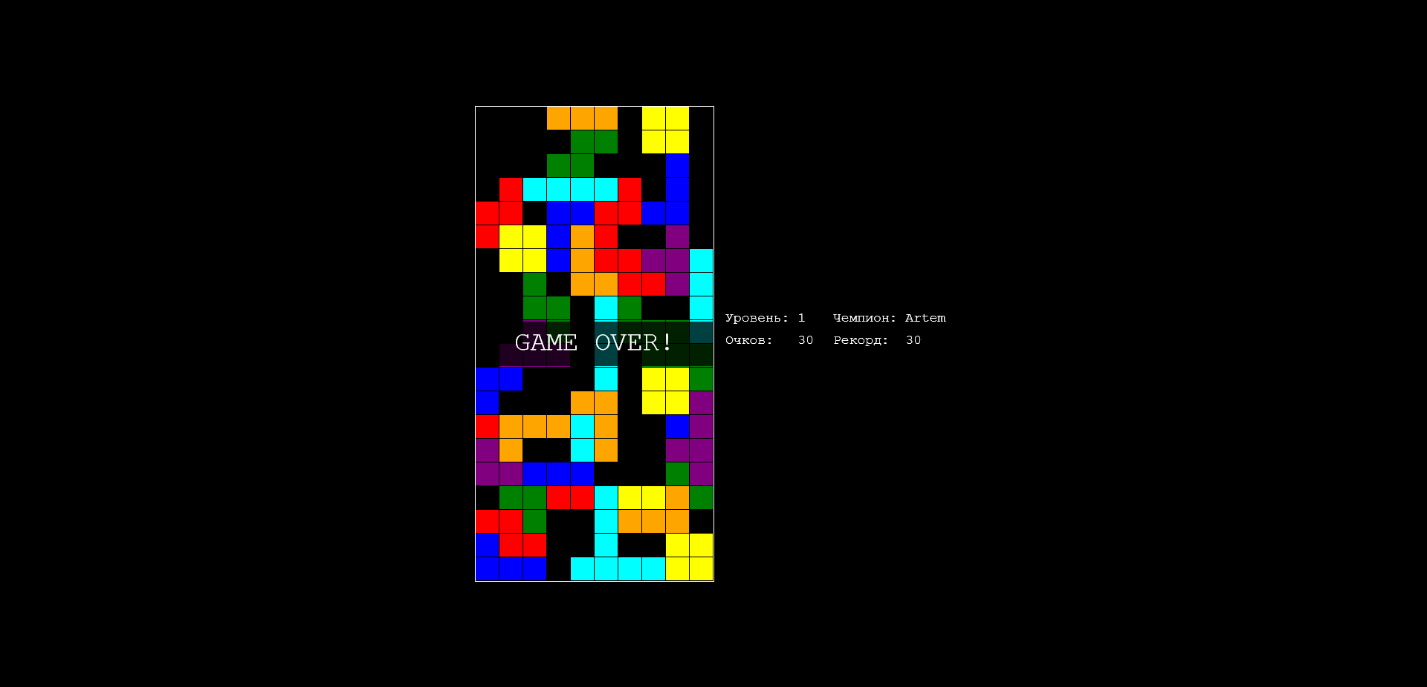 Уровень: 1 Чемпион: Artem
GAME OVER!
Очков: 30 Рекорд: 30